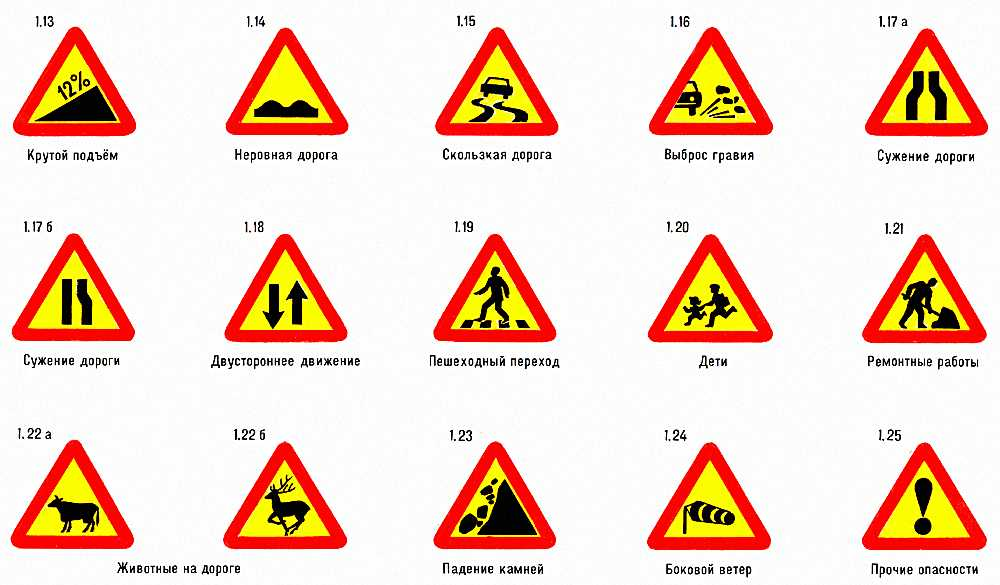 1.13 1.14 1.15 1.16 1.17 а
12%
Крутой подъём Неровная дорога Скользкая дорога Выброс гравия Сужение дороги
1.17 б 1.18 1.19 1.20 1.21
Сужение дороги Двустороннее движение Пешеходный переход Дети Ремонтные работы
1.22 а 1.22 б 1.23 1.24 1.25
Животные на дороге Падение камней Боковой ветер Прочие опасности